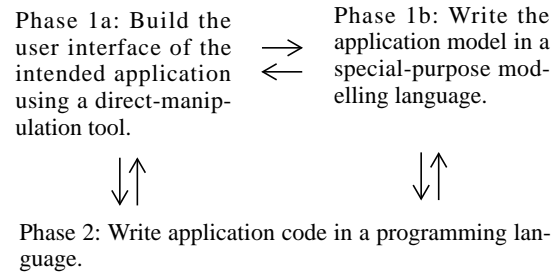 Phase 1a: Build the
user interface of the
intended application
using a direct-manip-
ulation tool.
Phase 1b: Write the
application model in a
special-purpose mod-
elling language.
Phase 2: Write application code in a programming lan-
guage.